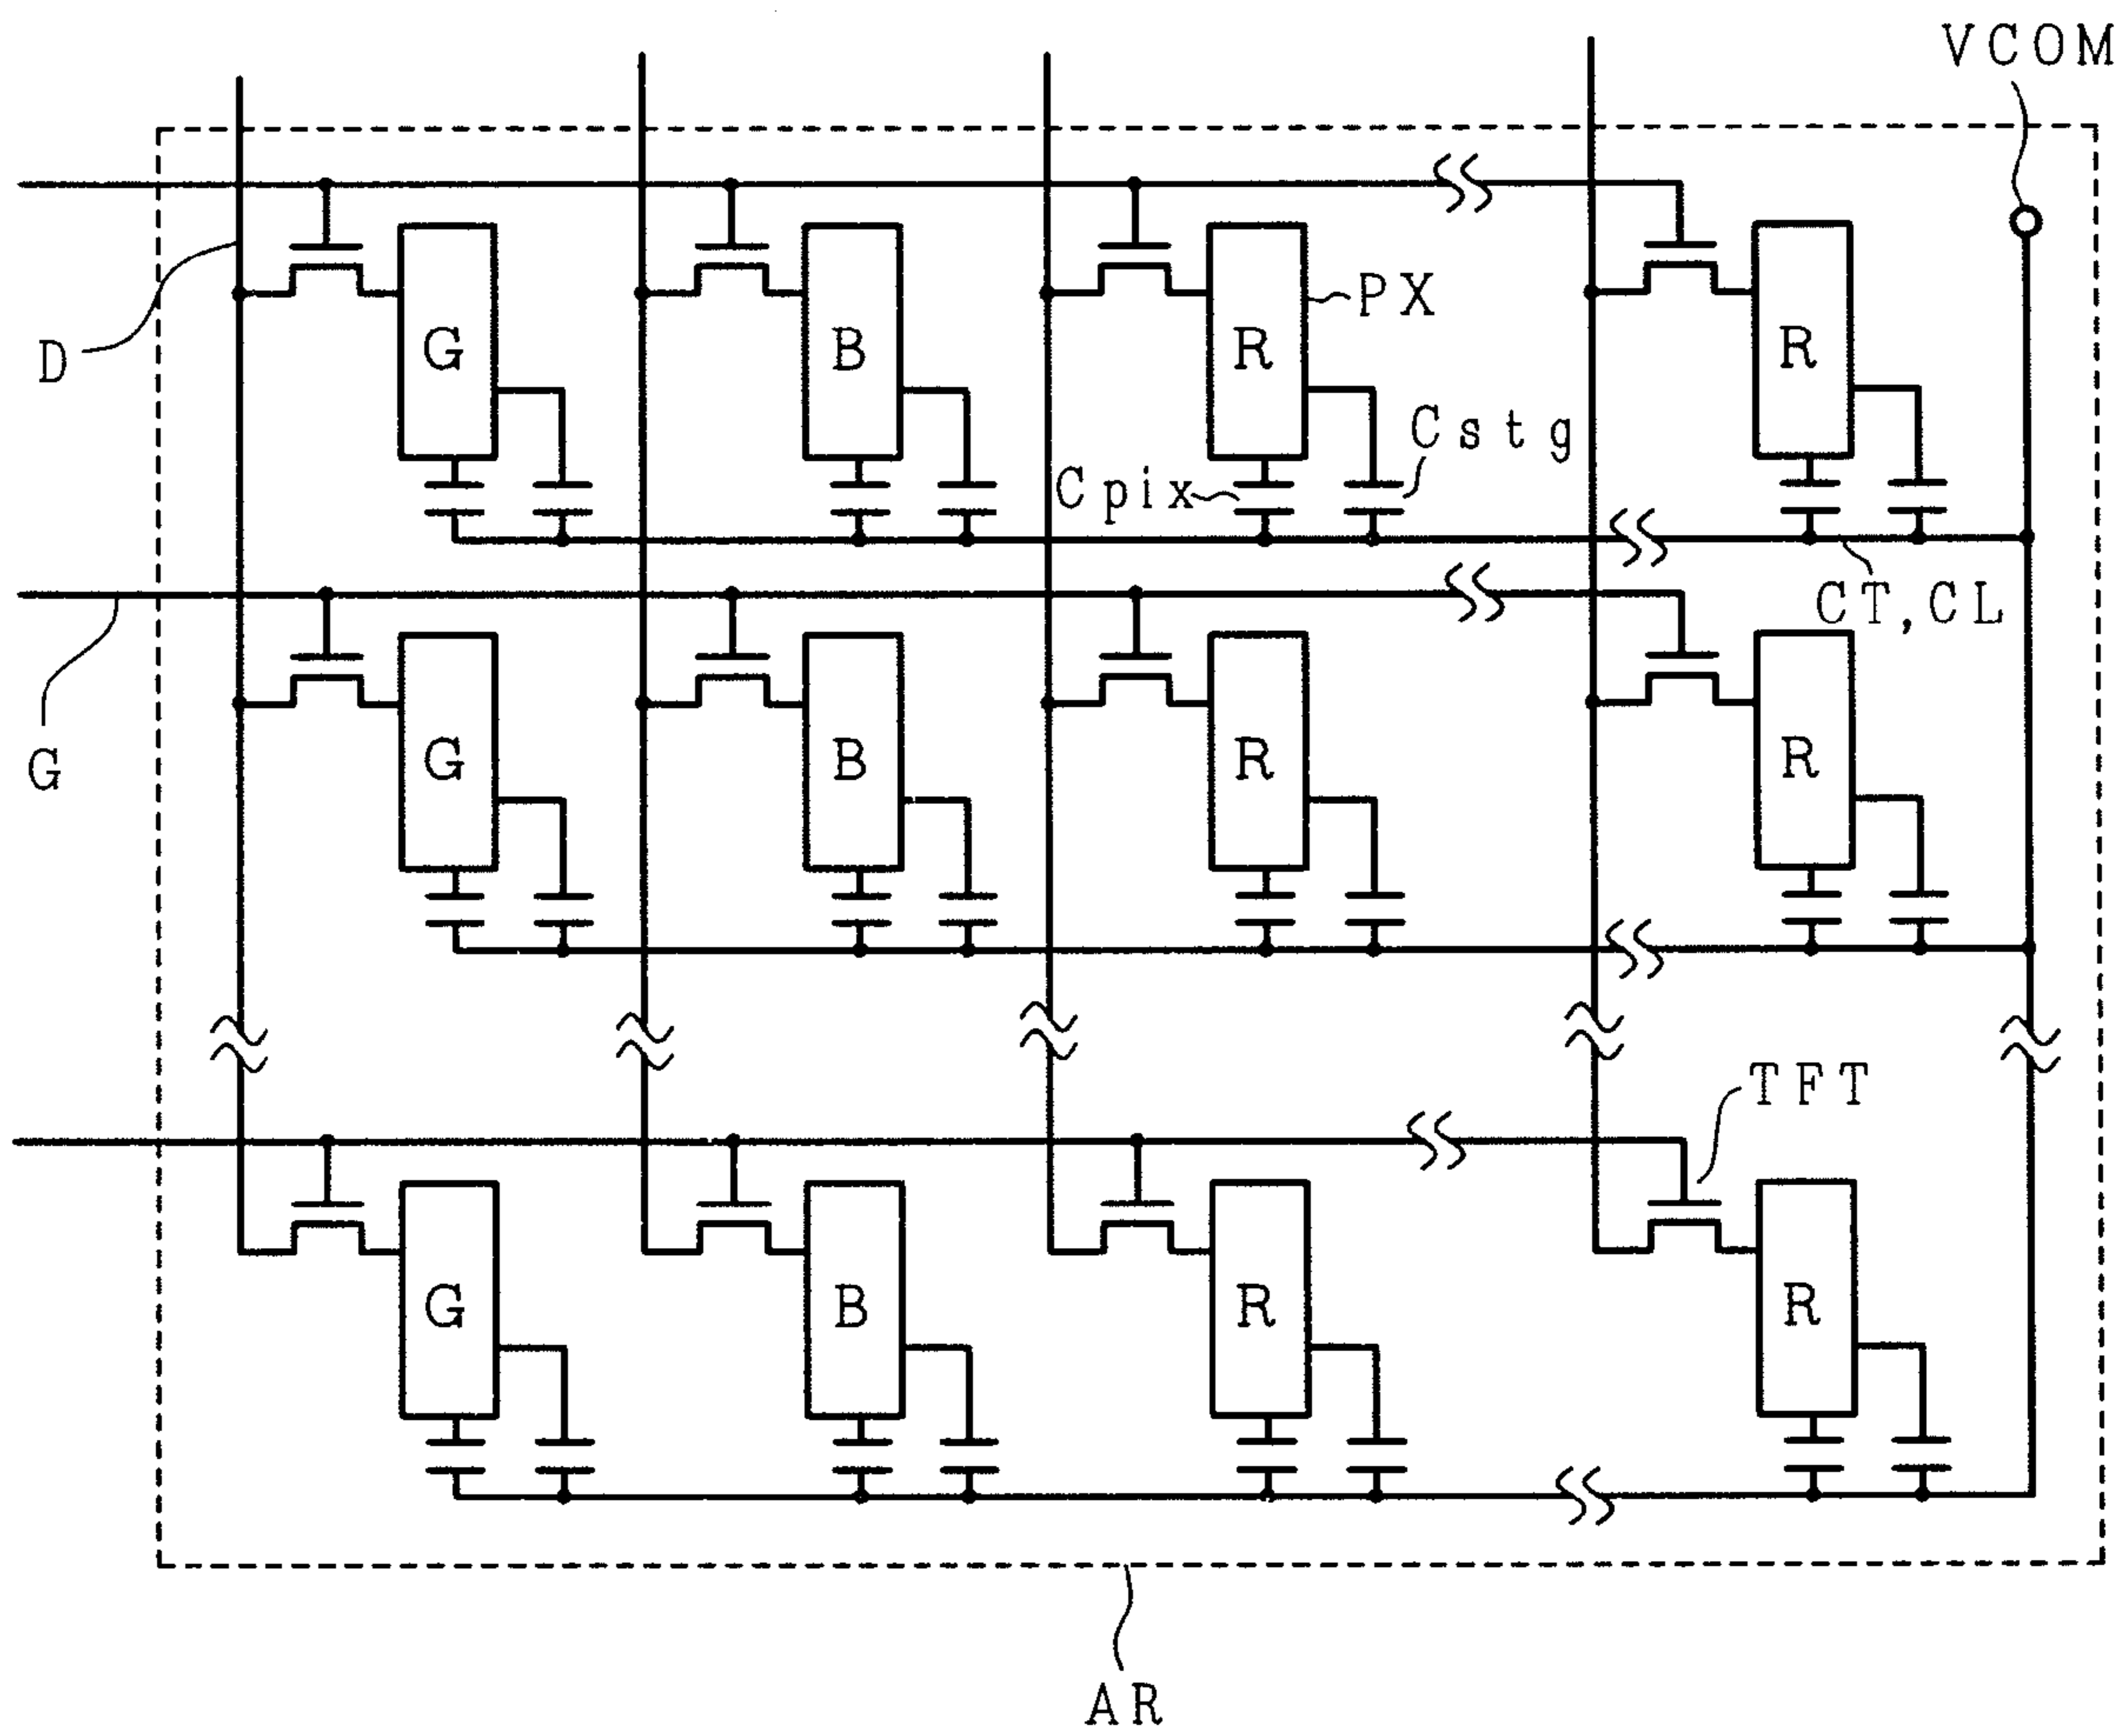 VCOM
D
G B R PX R
Cpix Cstg
CT,CL
G
G B R R
TFT
G B R R
AR